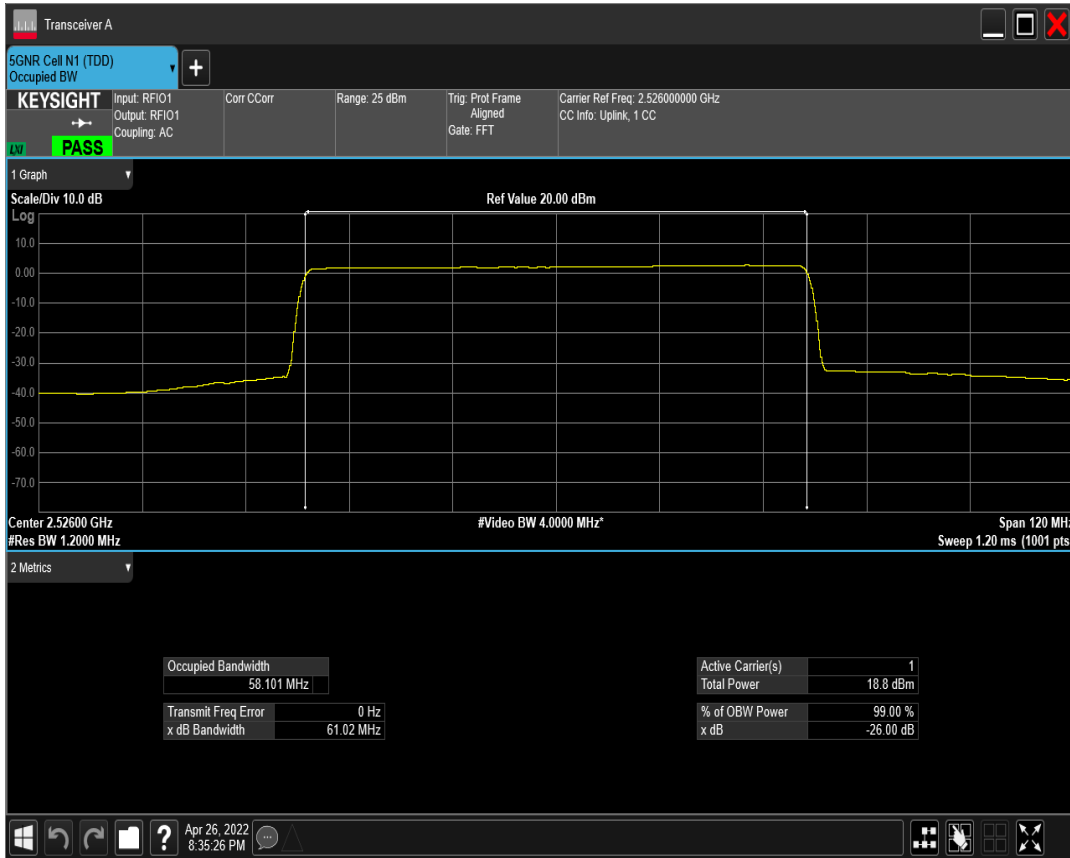 Transceiver A
5GNR Cell N1 (TDD)
Occupied BW
+
KEYSIGHT
LXI
PASS
Input: RFIO1
Output: RFIO1
Coupling: AC
Corr CCorr
Range: 25 dBm
Trig: Prot Frame
Aligned
Gate: FFT
Carrier Ref Freq: 2.526000000 GHz
CC Info: Uplink, 1 CC
1 Graph
Scale/Div 10.0 dB
Ref Value 20.00 dBm
Log
10.0
0.00
-10.0
-20.0
-30.0
-40.0
-50.0
-60.0
-70.0
Center 2.52600 GHz
#Video BW 4.0000 MHz*
Span 120 MHz
#Res BW 1.2000 MHz
Sweep 1.20 ms (1001 pts
2 Metrics
Occupied Bandwidth
58.101 MHz
Transmit Freq Error 0 Hz
x dB Bandwidth 61.02 MHz
Active Carrier(s) 1
Total Power 18.8 dBm
% of OBW Power 99.00 %
x dB -26.00 dB
?
Apr 26, 2022
8:35:26 PM